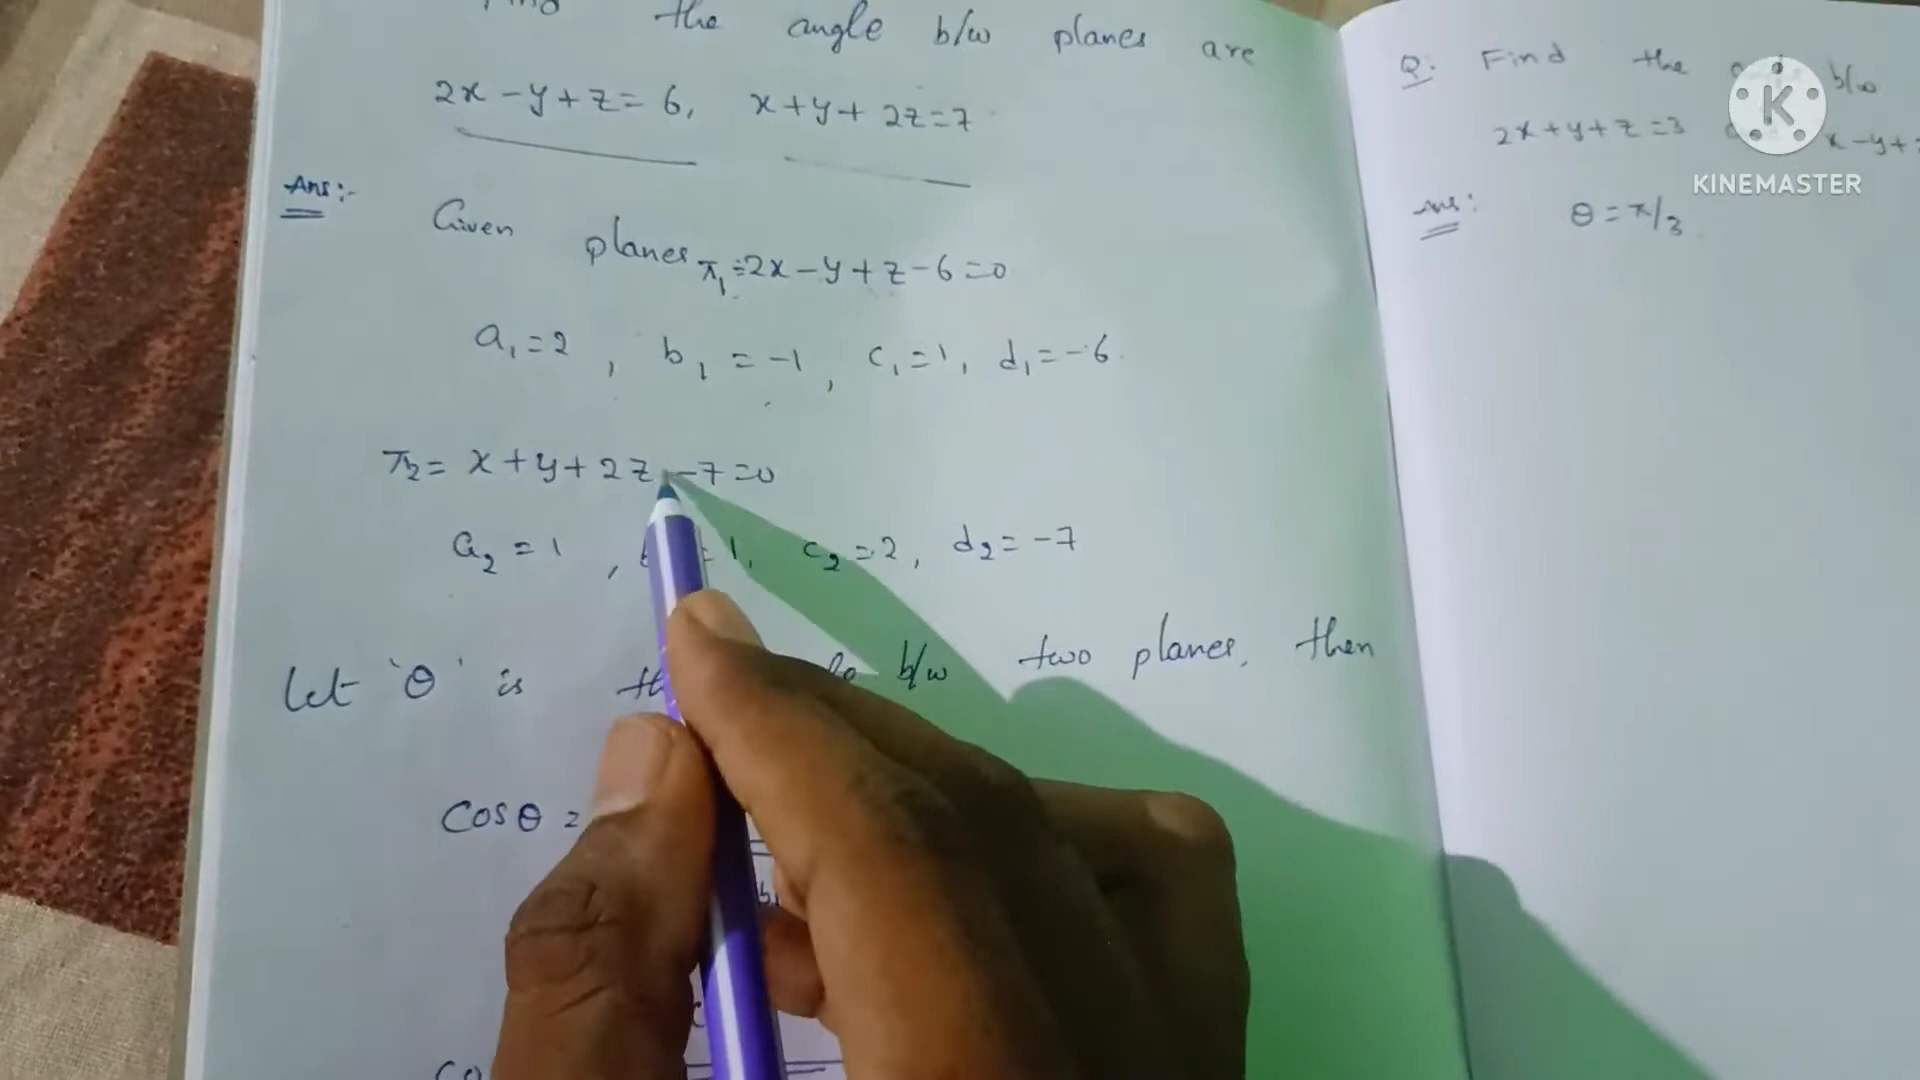 Find the angle b/w planes are
2x-y+z=6, x+y+2z=7
Ans:-
Given planes π₁=2x-y+z-6=0
a₁=2, b₁=-1, c₁=1, d₁=-6.
π₂= x+y+2z-7=0
a₂=1, =1, c₂=2, d₂=-7
Let 'θ' is b/w two planes, then
Cosθ =
Q: Find the b/w
2x+y+z=3 x-y+
Ans: θ=π/3.
K
KINEMASTER